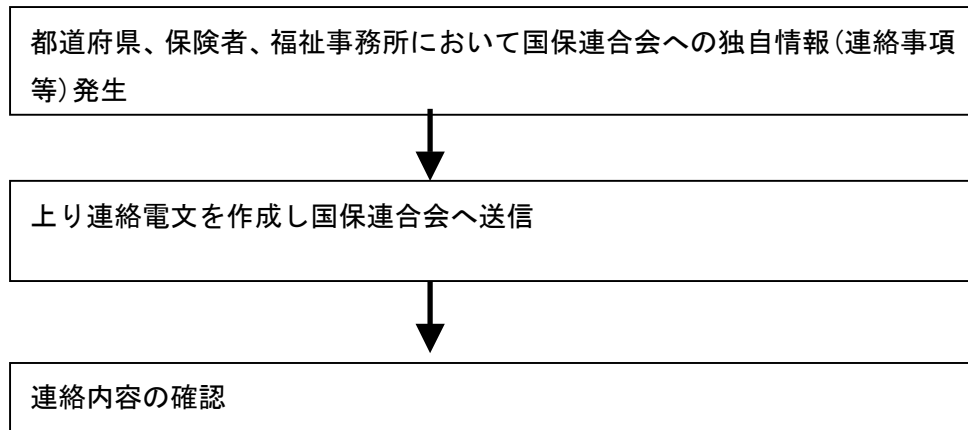 都道府県、保険者、福祉事務所において国保連合会への独自情報（連絡事項
等）発生
上り連絡電文を作成し国保連合会へ送信
連絡内容の確認